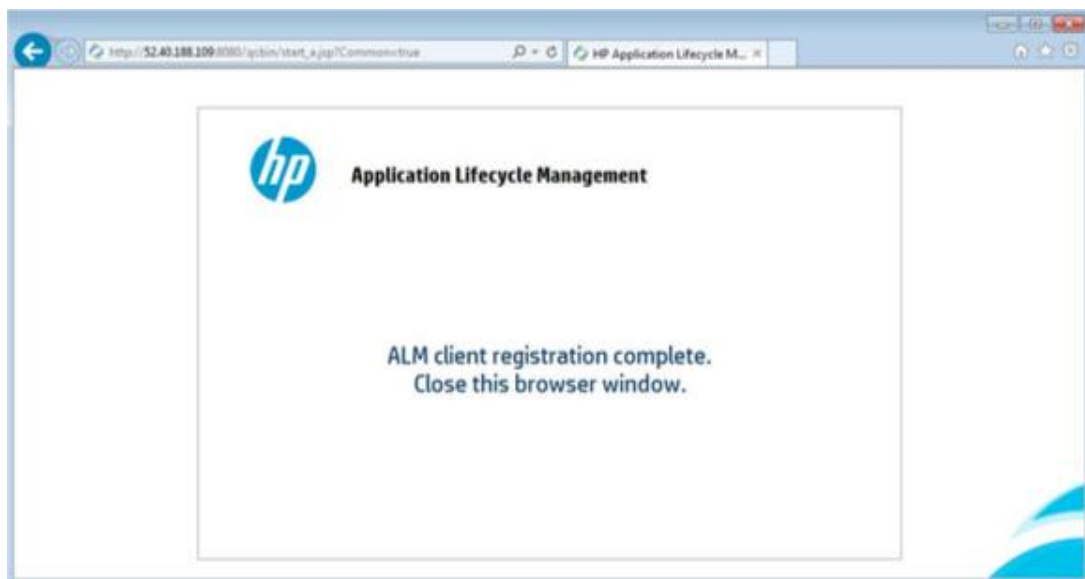 http://52.40.188.109:8080/qcbin/start_a.jsp?Common=true
HP Application Lifecycle M...
hp
Application Lifecycle Management
ALM client registration complete.
Close this browser window.